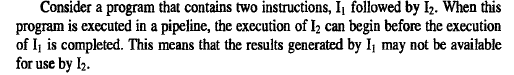 Consider a program that contains two instructions, I₁ followed by I₂. When this
program is executed in a pipeline, the execution of I₂ can begin before the execution
of I₁ is completed. This means that the results generated by I₁ may not be available
for use by I₂.